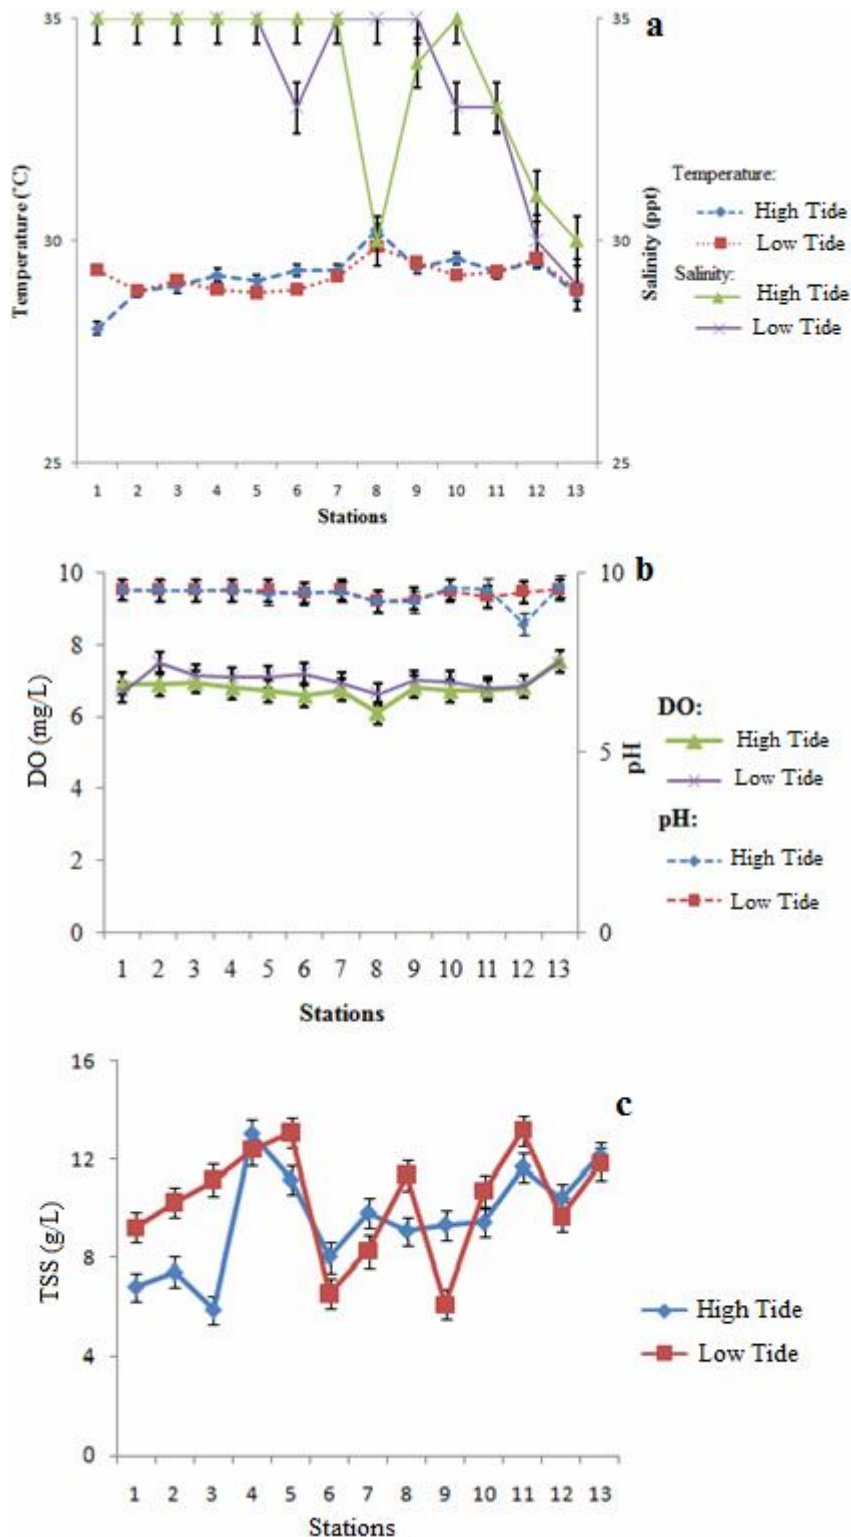 a
35
30
25
Temperature (˚C)
35
30
25
Salinity (ppt)
Temperature:
High Tide
Low Tide
Salinity:
High Tide
Low Tide
1 2 3 4 5 6 7 8 9 10 11 12 13
Stations
b
10
8
6
4
2
0
DO (mg/L)
10
5
0
pH
DO:
High Tide
Low Tide
pH:
High Tide
Low Tide
1 2 3 4 5 6 7 8 9 10 11 12 13
Stations
c
16
12
8
4
0
TSS (g/L)
High Tide
Low Tide
1 2 3 4 5 6 7 8 9 10 11 12 13
Stations